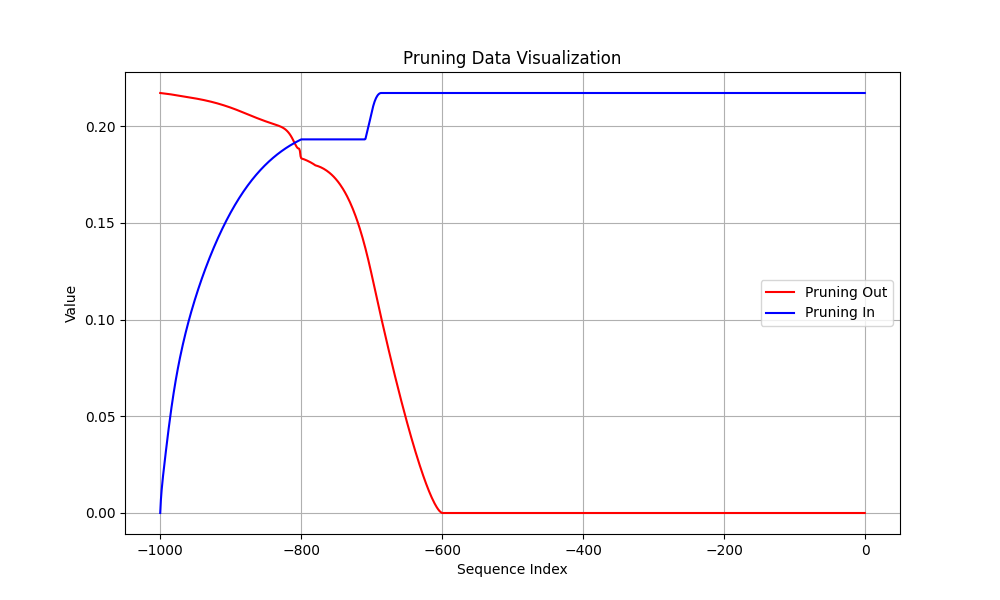 Pruning Data Visualization
Value
0.20
0.15
0.10
0.05
0.00
Pruning Out
Pruning In
−1000 −800 −600 −400 −200 0
Sequence Index